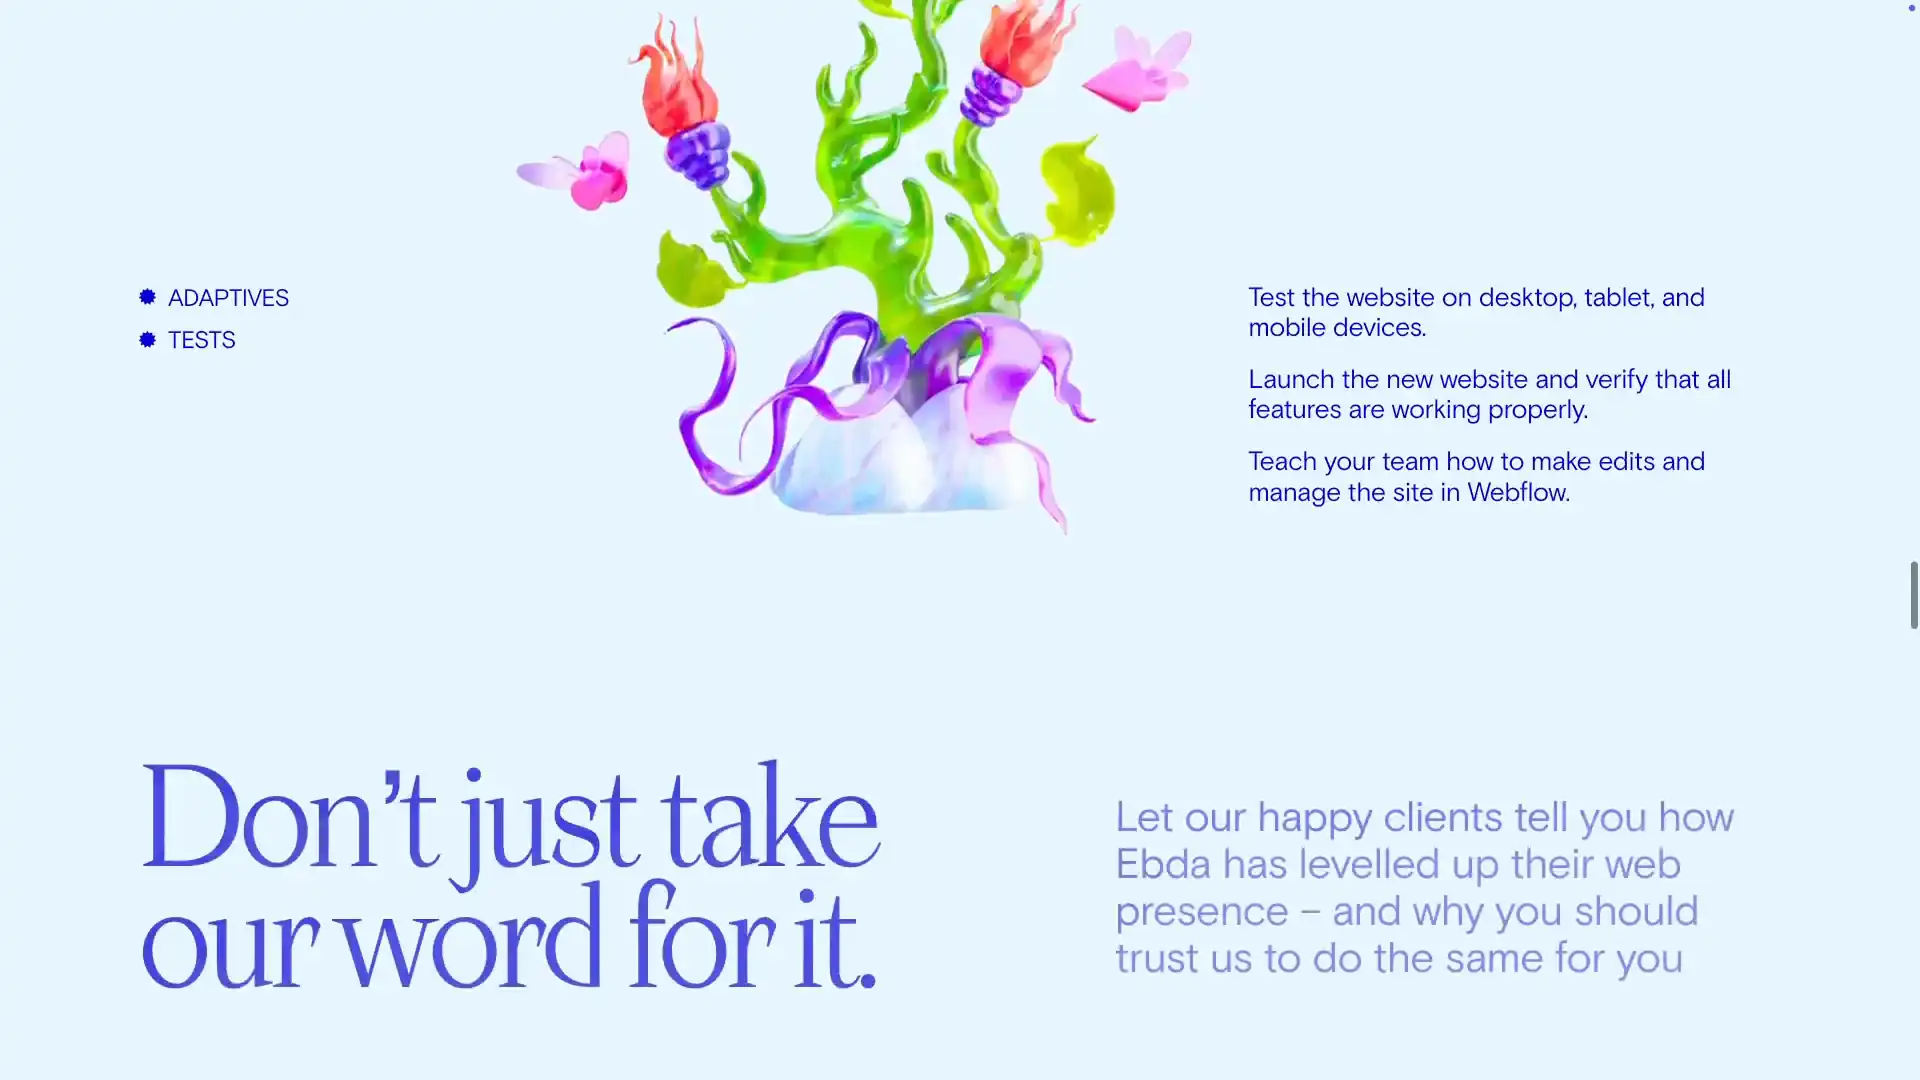 ADAPTIVES
TESTS
Test the website on desktop, tablet, and
mobile devices.
Launch the new website and verify that all
features are working properly.
Teach your team how to make edits and
manage the site in Webflow.
Don’t just take
our word for it.
Let our happy clients tell you how
Ebda has levelled up their web
presence – and why you should
trust us to do the same for you